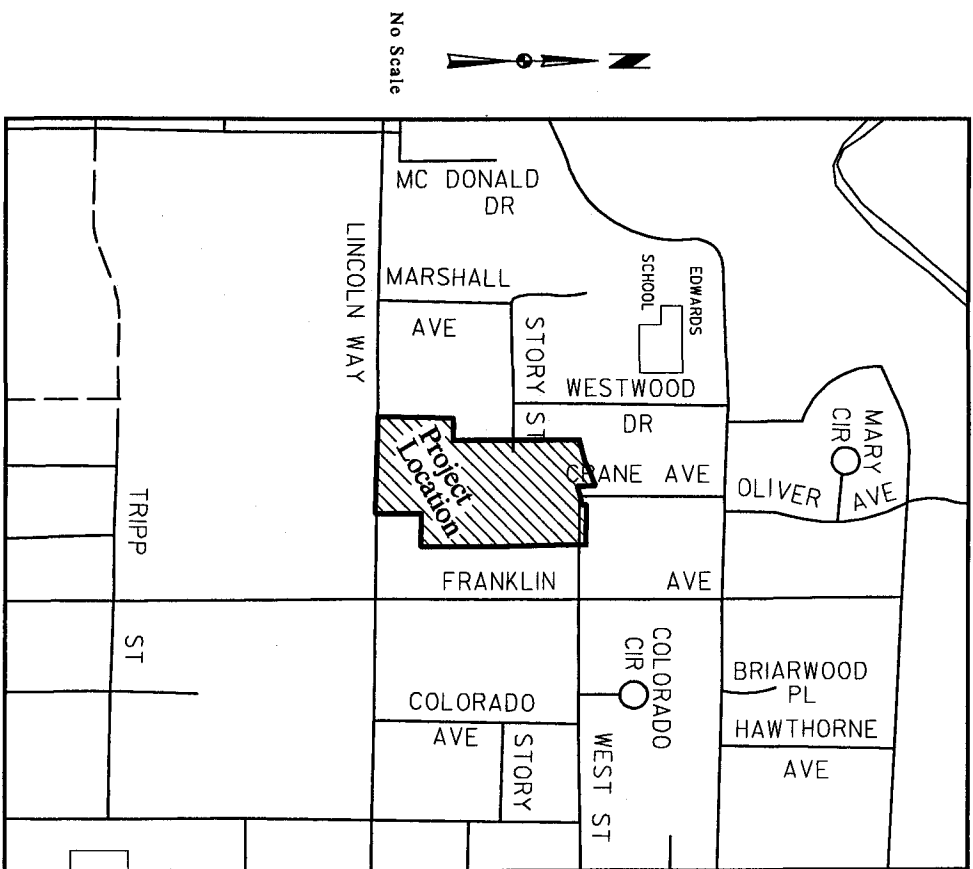 N
No Scale
MC DONALD
DR
LINCOLN WAY
MARSHALL
AVE
STORY ST
EDWARDS
SCHOOL
WESTWOOD
DR
MARY
CIR
CRANE AVE
OLIVER AVE
Project
Location
TRIPP
ST
FRANKLIN AVE
COLORADO
CIR
BRIARWOOD
PL
COLORADO
AVE
STORY
WEST ST
HAWTHORNE
AVE